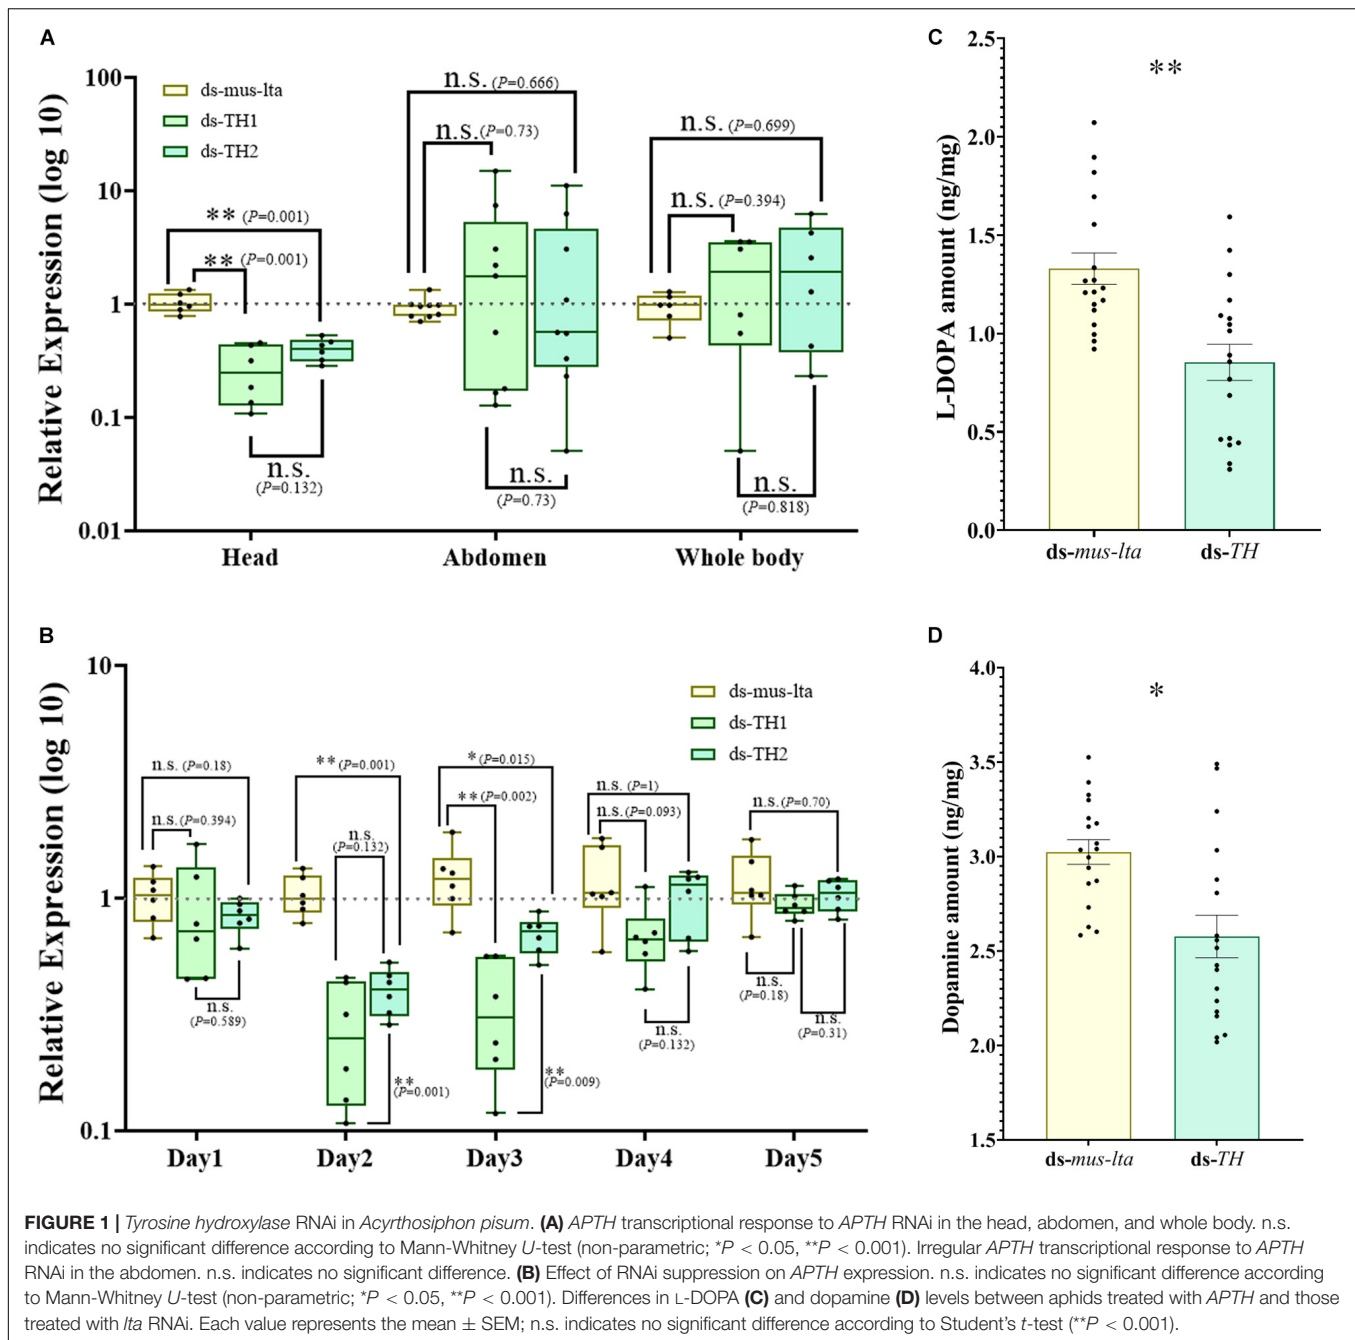 A
Relative Expression (log 10)
100
10
1
0.1
0.01
ds-mus-lta
ds-TH1
ds-TH2
** (P=0.001)
** (P=0.001)
n.s.
(P=0.132)
n.s. (P=0.666)
n.s. (P=0.73)
n.s.
(P=0.73)
n.s. (P=0.699)
n.s. (P=0.394)
n.s.
(P=0.818)
Head
Abdomen
Whole body
C
L-DOPA amount (ng/mg)
2.5
2.0
1.5
1.0
0.5
0.0
**
ds-mus-lta
ds-TH
B
Relative Expression (log 10)
10
1
0.1
ds-mus-lta
ds-TH1
ds-TH2
n.s. (P=0.18)
n.s. (P=0.394)
n.s.
(P=0.589)
** (P=0.001)
n.s.
(P=0.132)
**
(P=0.001)
* (P=0.015)
** (P=0.002)
**
(P=0.009)
n.s. (P=1)
n.s. (P=0.093)
n.s.
(P=0.132)
n.s. (P=0.70)
n.s.
(P=0.18)
n.s.
(P=0.31)
Day1
Day2
Day3
Day4
Day5
D
Dopamine amount (ng/mg)
4.0
3.5
3.0
2.5
2.0
1.5
*
ds-mus-lta
ds-TH
FIGURE 1 | Tyrosine hydroxylase RNAi in Acyrthosiphon pisum. (A) APTH transcriptional response to APTH RNAi in the head, abdomen, and whole body. n.s.
indicates no significant difference according to Mann-Whitney U-test (non-parametric; *P < 0.05, **P < 0.001). Irregular APTH transcriptional response to APTH
RNAi in the abdomen. n.s. indicates no significant difference. (B) Effect of RNAi suppression on APTH expression. n.s. indicates no significant difference according
to Mann-Whitney U-test (non-parametric; *P < 0.05, **P < 0.001). Differences in L-DOPA (C) and dopamine (D) levels between aphids treated with APTH and those
treated with lta RNAi. Each value represents the mean ± SEM; n.s. indicates no significant difference according to Student's t-test (**P < 0.001).